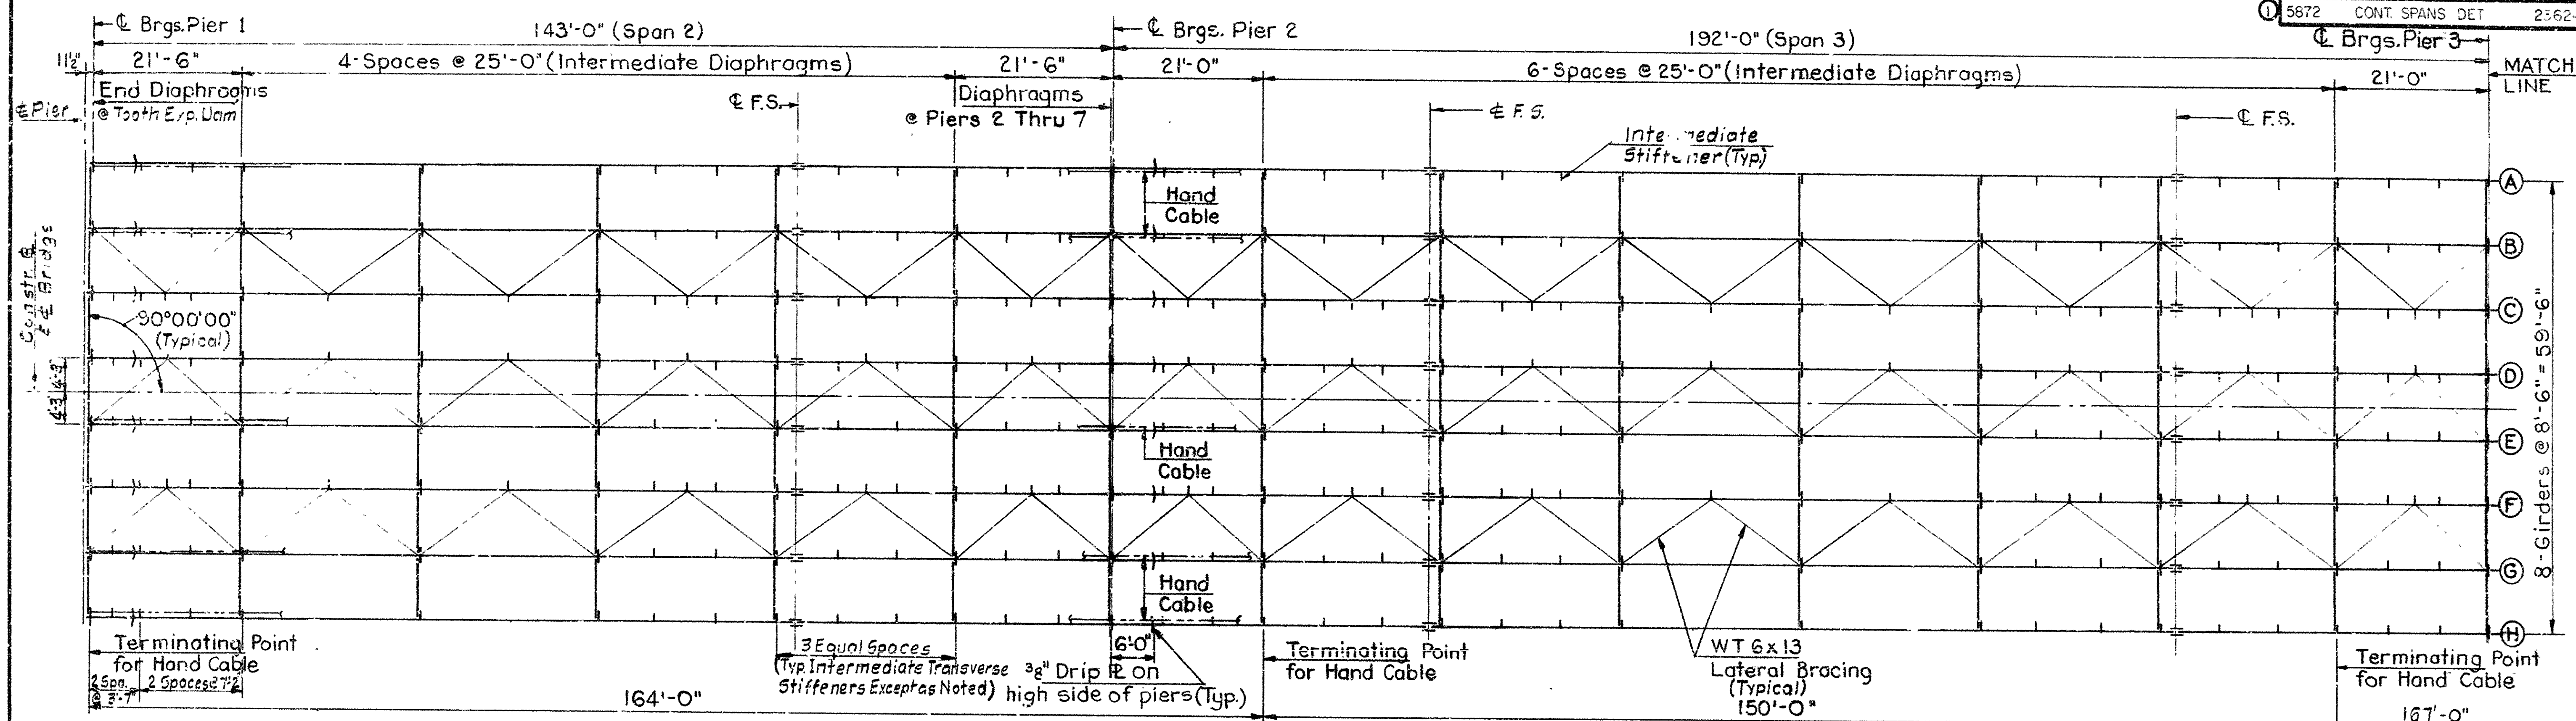 1 5872 CONT. SPANS DET 2362-
℄ Brgs. Pier 1
143'-0" (Span 2)
℄ Brgs. Pier 2
192'-0" (Span 3)
℄ Brgs. Pier 3
11½"
21'-6"
4-Spaces @ 25'-0" (Intermediate Diaphragms)
21'-6"
21'-0"
6-Spaces @ 25'-0" (Intermediate Diaphragms)
21'-0"
MATCH
LINE
℄ Pier
End Diaphragms
@ Tooth Exp. Dam
℄ F.S.
Diaphragms
@ Piers 2 Thru 7
℄ F.S.
℄ F.S.
Intermediate
Stiffener (Typ.)
Hand
Cable
A
B
C
D
E
F
G
H
Constr. ℄
& ℄ Bridge
90°00'00"
(Typical)
4'-3" 4'-3"
Hand
Cable
Hand
Cable
8-Girders @ 8'-6" = 59'-6"
Terminating Point
for Hand Cable
2 Spa.
@ 3'-7"
2 Spaces @ 7'2
3 Equal Spaces
(Typ. Intermediate Transverse
Stiffeners Except as Noted)
6'-0"
3/8" Drip ℙL on
high side of piers (Typ.)
Terminating Point
for Hand Cable
WT 6x13
Lateral Bracing
(Typical)
Terminating Point
for Hand Cable
164'-0"
150'-0"
167'-0"